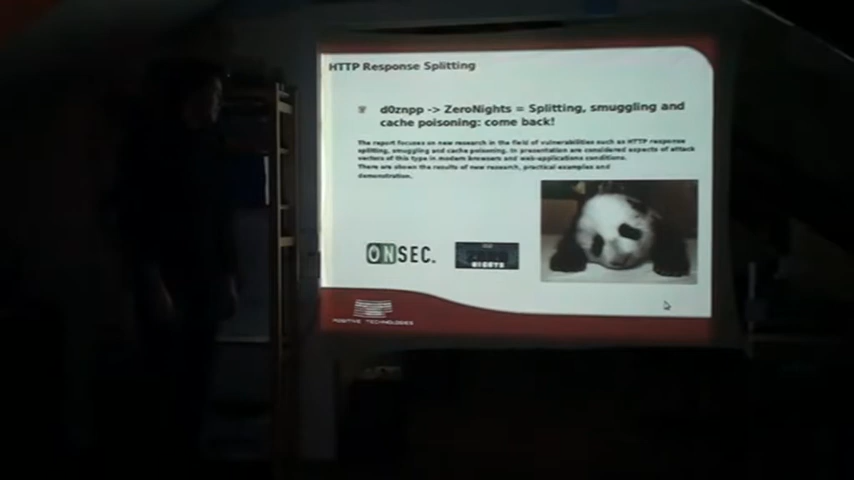 HTTP Response Splitting
d0znpp -> ZeroNights = Splitting, smuggling and
cache poisoning: come back!
The report focuses on new research in the field of vulnerabilities such as HTTP response
splitting, smuggling and cache poisoning. In presentation are considered aspects of attack
vectors of this type in modern browsers and web-applications conditions.
There are shown the results of new research, practical examples and
demonstration.
ONSEC.
NIGHTS
POSITIVE TECHNOLOGIES